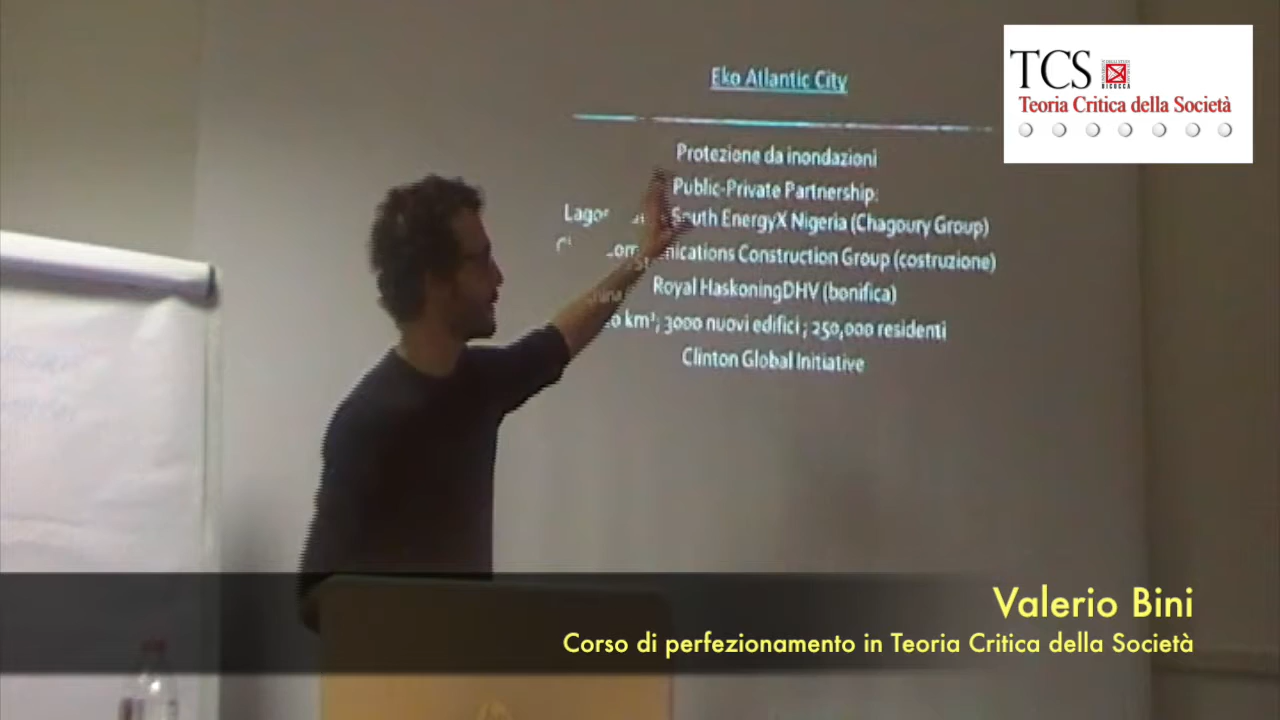 Eko Atlantic City
Protezione da inondazioni
Public-Private Partnership:
Lagos South EnergyX Nigeria (Chagoury Group)
Construction Group (costruzione)
Royal HaskoningDHV (bonifica)
km²; 3000 nuovi edifici ; 250,000 residenti
Clinton Global Initiative
TCS
BICOCCA
Teoria Critica della Società
Valerio Bini
Corso di perfezionamento in Teoria Critica della Società